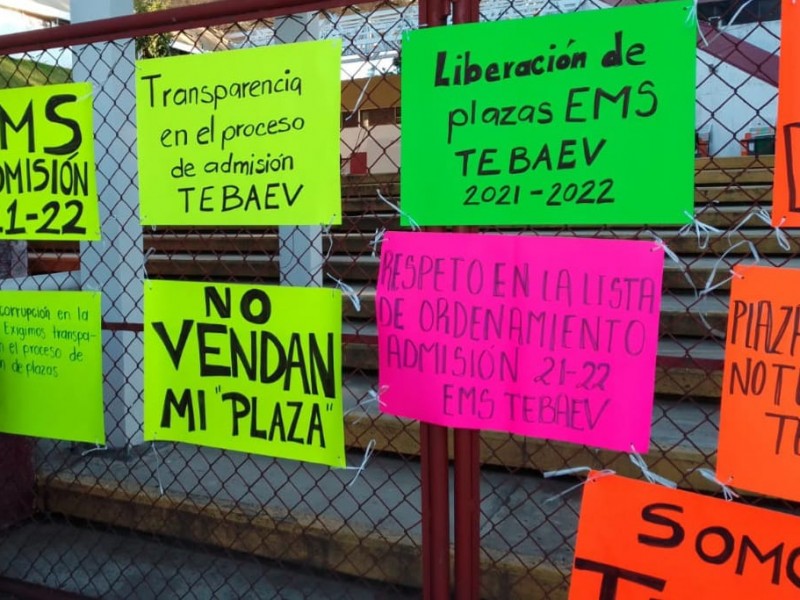 EMS
ADMISIÓN
21-22
Transparencia
en el proceso
de admisión
TEBAEV
Liberación de
plazas EMS
TEBAEV
2021-2022
corrupción en la
Exigimos transpa-
en el proceso de
de plazas
NO
VENDAN
MI "PLAZA"
RESPETO EN LA LISTA
DE ORDENAMIENTO
ADMISIÓN 21-22
EMS TEBAEV
PLAZA
NO
SOMO